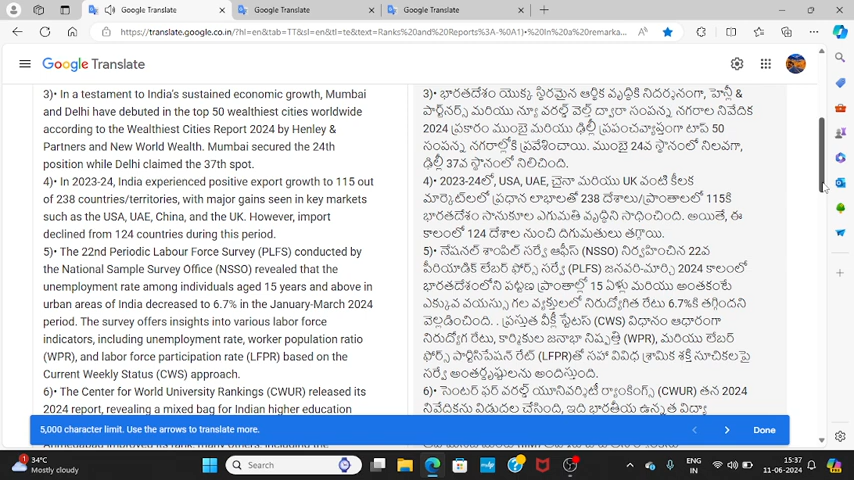 Google Translate
Google Translate
Google Translate
https://translate.google.co.in/?hl=en&tab=TT&sl=en&tl=te&text=Ranks%20and%20Reports%3A-%0A1)•%20In%20a%20remarka...
Google Translate
3)• In a testament to India's sustained economic growth, Mumbai
and Delhi have debuted in the top 50 wealthiest cities worldwide
according to the Wealthiest Cities Report 2024 by Henley &
Partners and New World Wealth. Mumbai secured the 24th
position while Delhi claimed the 37th spot.
4)• In 2023-24, India experienced positive export growth to 115 out
of 238 countries/territories, with major gains seen in key markets
such as the USA, UAE, China, and the UK. However, import
declined from 124 countries during this period.
5)• The 22nd Periodic Labour Force Survey (PLFS) conducted by
the National Sample Survey Office (NSSO) revealed that the
unemployment rate among individuals aged 15 years and above in
urban areas of India decreased to 6.7% in the January-March 2024
period. The survey offers insights into various labor force
indicators, including unemployment rate, worker population ratio
(WPR), and labor force participation rate (LFPR) based on the
Current Weekly Status (CWS) approach.
6)• The Center for World University Rankings (CWUR) released its
2024 report, revealing a mixed bag for Indian higher education
3)• భారతదేశం యొక్క స్థిరమైన ఆర్థిక వృద్ధికి నిదర్శనంగా, హెన్లీ &
పార్ట్‌నర్స్ మరియు న్యూ వరల్డ్ వెల్త్ ద్వారా సంపన్న నగరాల నివేదిక
2024 ప్రకారం ముంబై మరియు ఢిల్లీ ప్రపంచవ్యాప్తంగా టాప్ 50
సంపన్న నగరాల్లోకి ప్రవేశించాయి. ముంబై 24వ స్థానంలో నిలవగా,
ఢిల్లీ 37వ స్థానంలో నిలిచింది.
4)• 2023-24లో, USA, UAE, చైనా మరియు UK వంటి కీలక
మార్కెట్‌లలో ప్రధాన లాభాలతో 238 దేశాలు/ప్రాంతాలలో 115కి
భారతదేశం సానుకూల ఎగుమతి వృద్ధిని సాధించింది. అయితే, ఈ
కాలంలో 124 దేశాల నుంచి దిగుమతులు తగ్గాయి.
5)• నేషనల్ శాంపిల్ సర్వే ఆఫీస్ (NSSO) నిర్వహించిన 22వ
పీరియాడిక్ లేబర్ ఫోర్స్ సర్వే (PLFS) జనవరి-మార్చి 2024 కాలంలో
భారతదేశంలోని పట్టణ ప్రాంతాల్లో 15 ఏళ్లు మరియు అంతకంటే
ఎక్కువ వయస్సు గల వ్యక్తులలో నిరుద్యోగిత రేటు 6.7%కి తగ్గిందని
వెల్లడించింది. . ప్రస్తుత వీక్లీ స్టేటస్ (CWS) విధానం ఆధారంగా
నిరుద్యోగ రేటు, కార్మికుల జనాభా నిష్పత్తి (WPR), మరియు లేబర్
ఫోర్స్ పార్టిసిపేషన్ రేట్ (LFPR)తో సహా వివిధ శ్రామిక శక్తి సూచికలపై
సర్వే అంతర్దృష్టులను అందిస్తుంది.
6)• సెంటర్ ఫర్ వరల్డ్ యూనివర్శిటీ ర్యాంకింగ్స్ (CWUR) తన 2024
నివేదికను విడుదల చేసింది, ఇది భారతీయ ఉన్నత విద్యా
5,000 character limit. Use the arrows to translate more.
Done
34°C
Mostly cloudy
Search
ENG
IN
15:37
11-06-2024